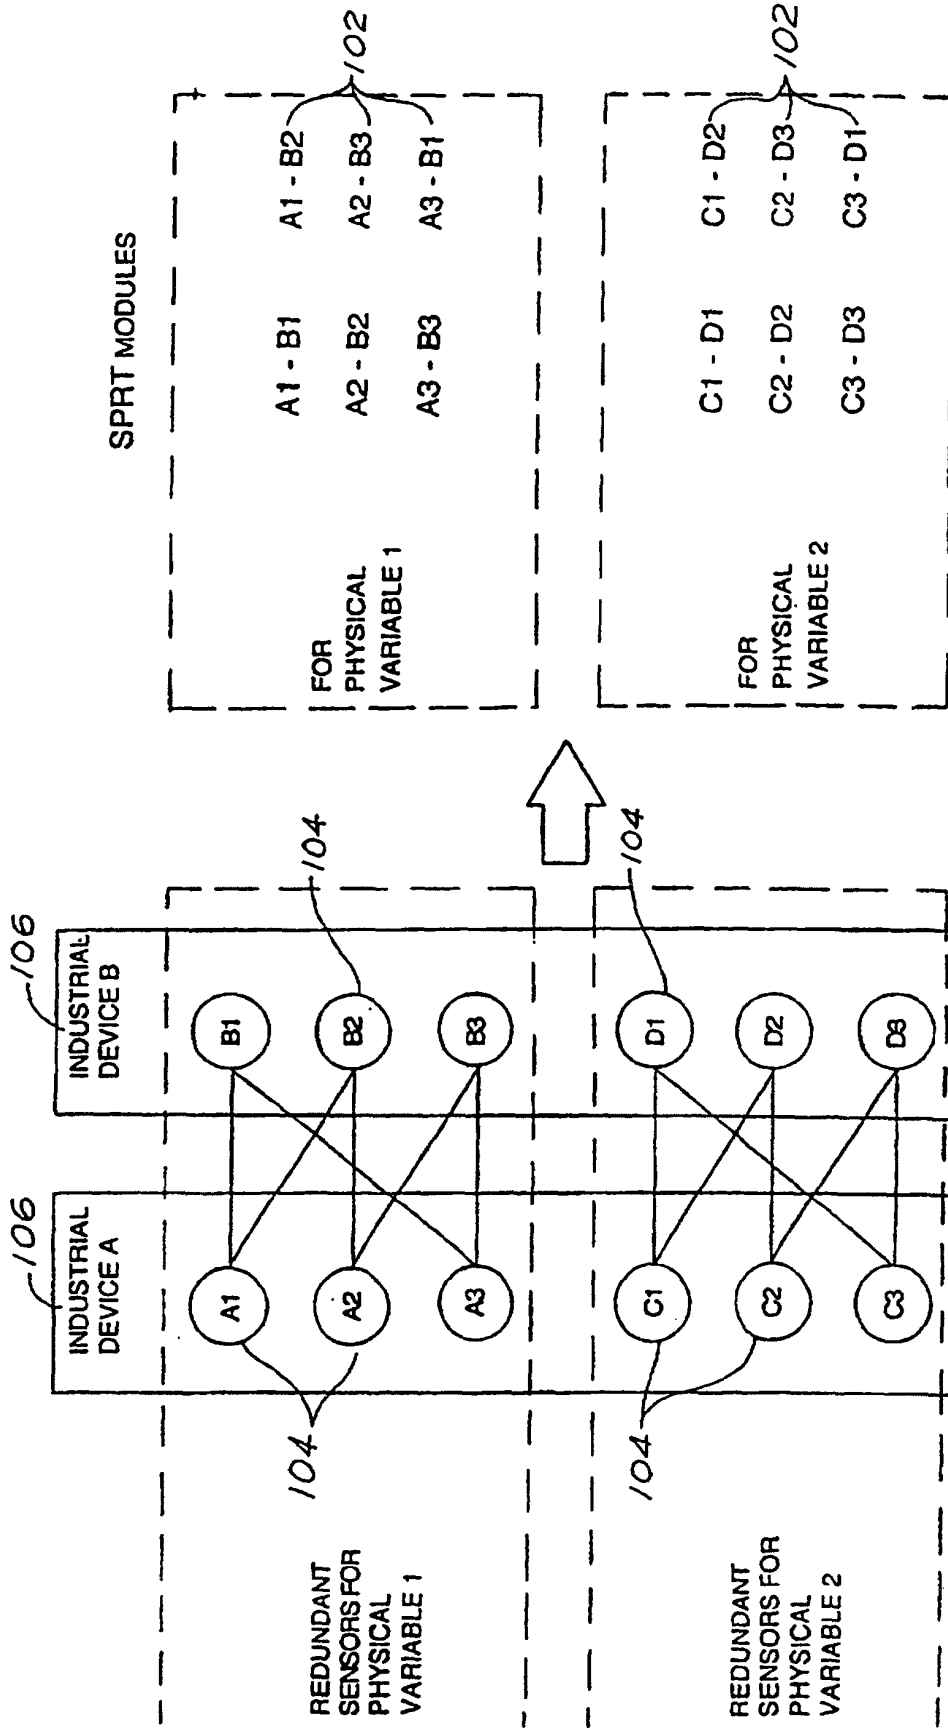 SPRT MODULES
106
106
INDUSTRIAL
DEVICE A
INDUSTRIAL
DEVICE B
REDUNDANT
SENSORS FOR
PHYSICAL
VARIABLE 1
104
A1
A2
A3
B1
B2
B3
104
FOR
PHYSICAL
VARIABLE 1
A1 - B1
A1 - B2
A2 - B2
A2 - B3
A3 - B3
A3 - B1
102
REDUNDANT
SENSORS FOR
PHYSICAL
VARIABLE 2
104
C1
C2
C3
D1
D2
D3
104
FOR
PHYSICAL
VARIABLE 2
C1 - D1
C1 - D2
C2 - D2
C2 - D3
C3 - D3
C3 - D1
102